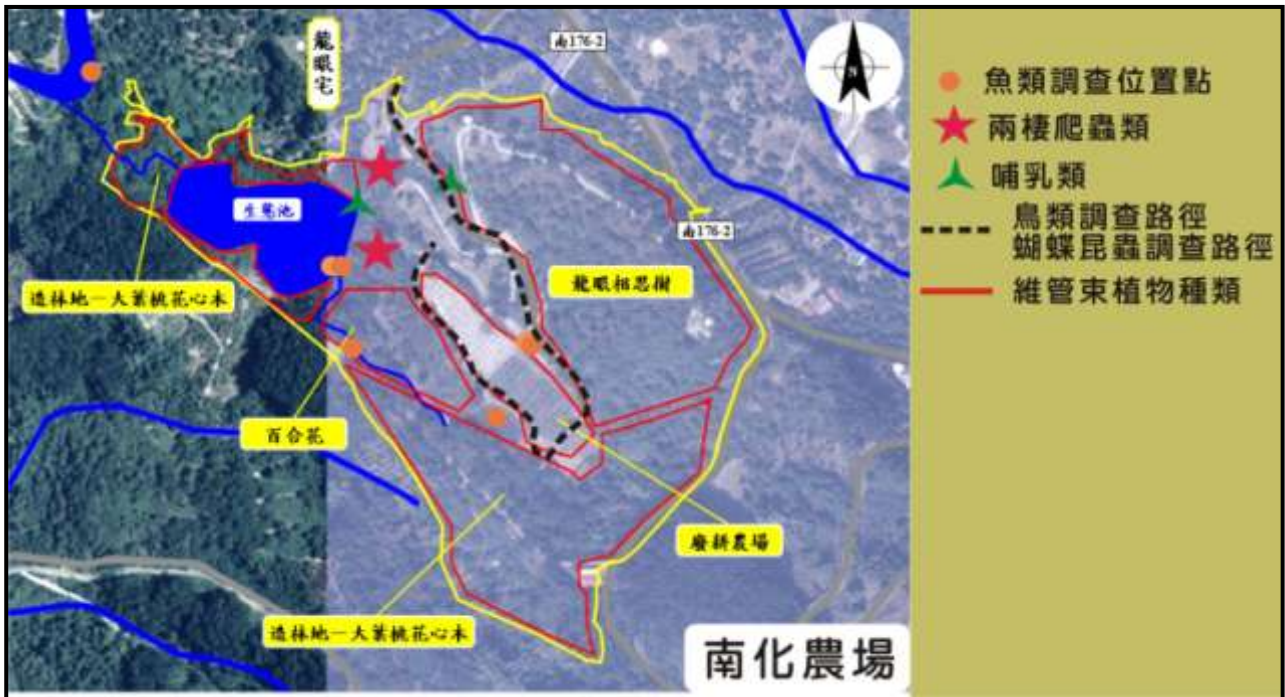 龍眼宅
南176-2
N
生態池
南176-2
造林地－大葉桃花心木
龍眼相思樹
百合花
廢耕農場
造林地－大葉桃花心木
南化農場
魚類調查位置點
兩棲爬蟲類
哺乳類
鳥類調查路徑
蝴蝶昆蟲調查路徑
維管束植物種類